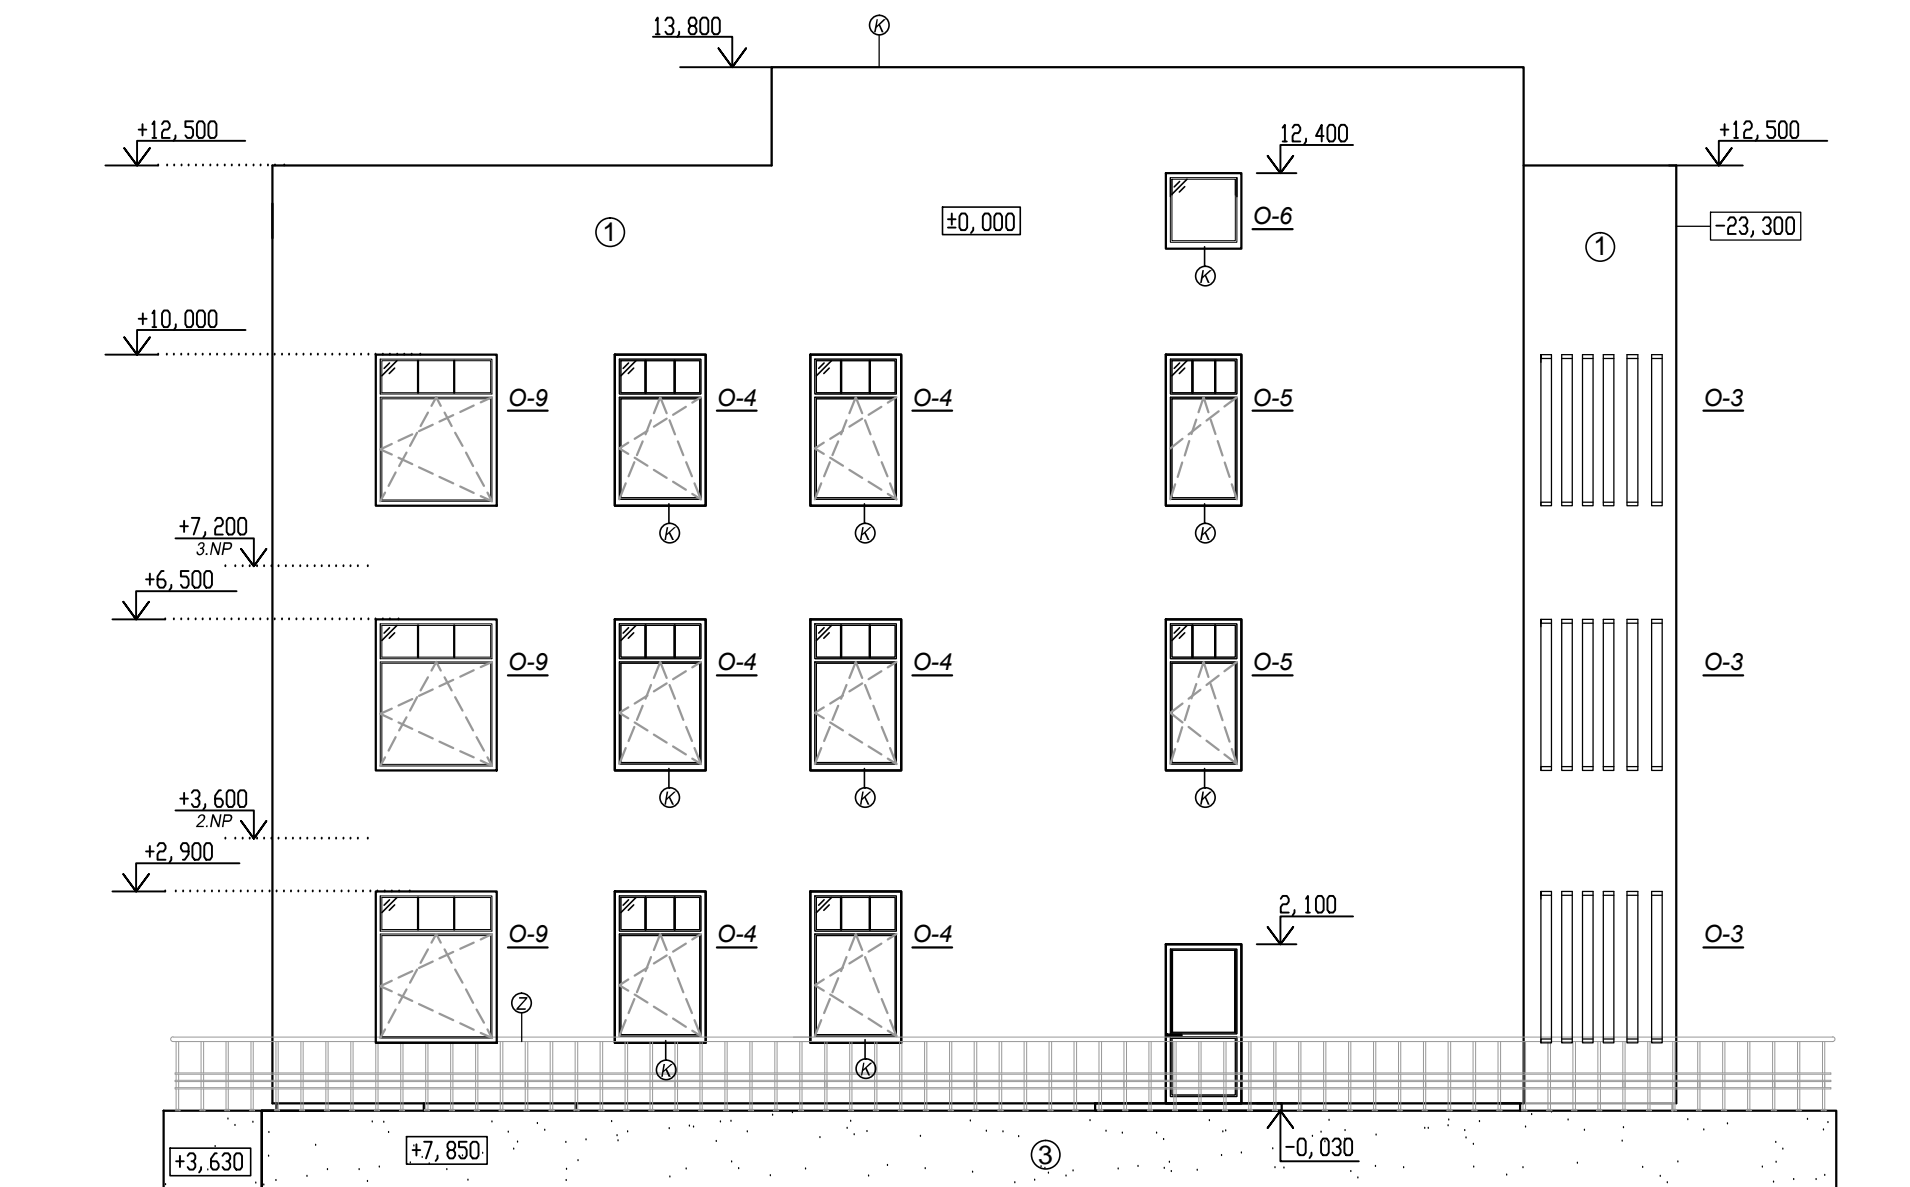 13,800 K
+12,500 12,400 +12,500
±0,000 O-6 -23,300
1 1
K
+10,000
O-9 O-4 O-4 O-5 O-3
K K K
+7,200
3.NP
+6,500
O-9 O-4 O-4 O-5 O-3
K K K
+3,600
2.NP
+2,900
2,100
O-9 O-4 O-4 O-3
Z
K K
+3,630 +7,850 3 -0,030